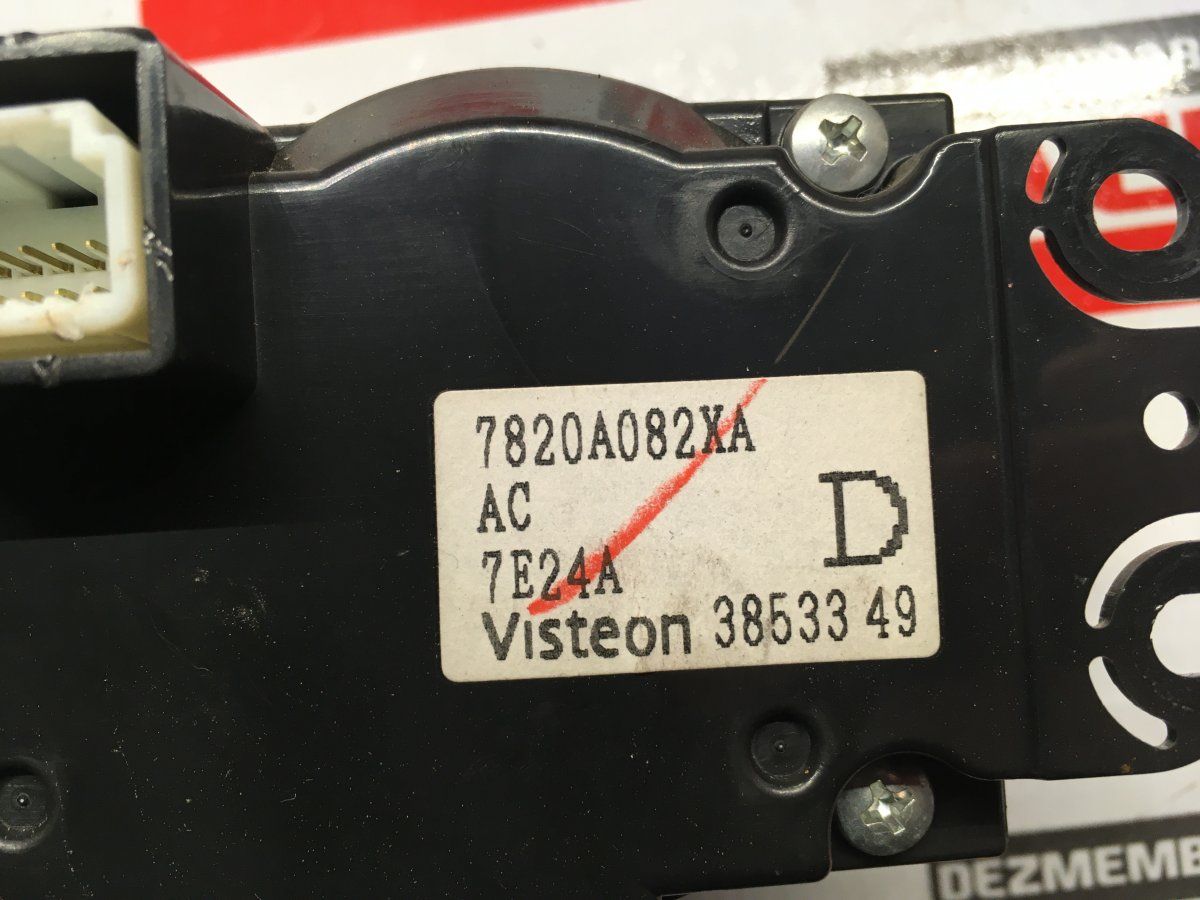 7820A082XA
AC
7E24A
D
Visteon 38533 49
DEZMEMB